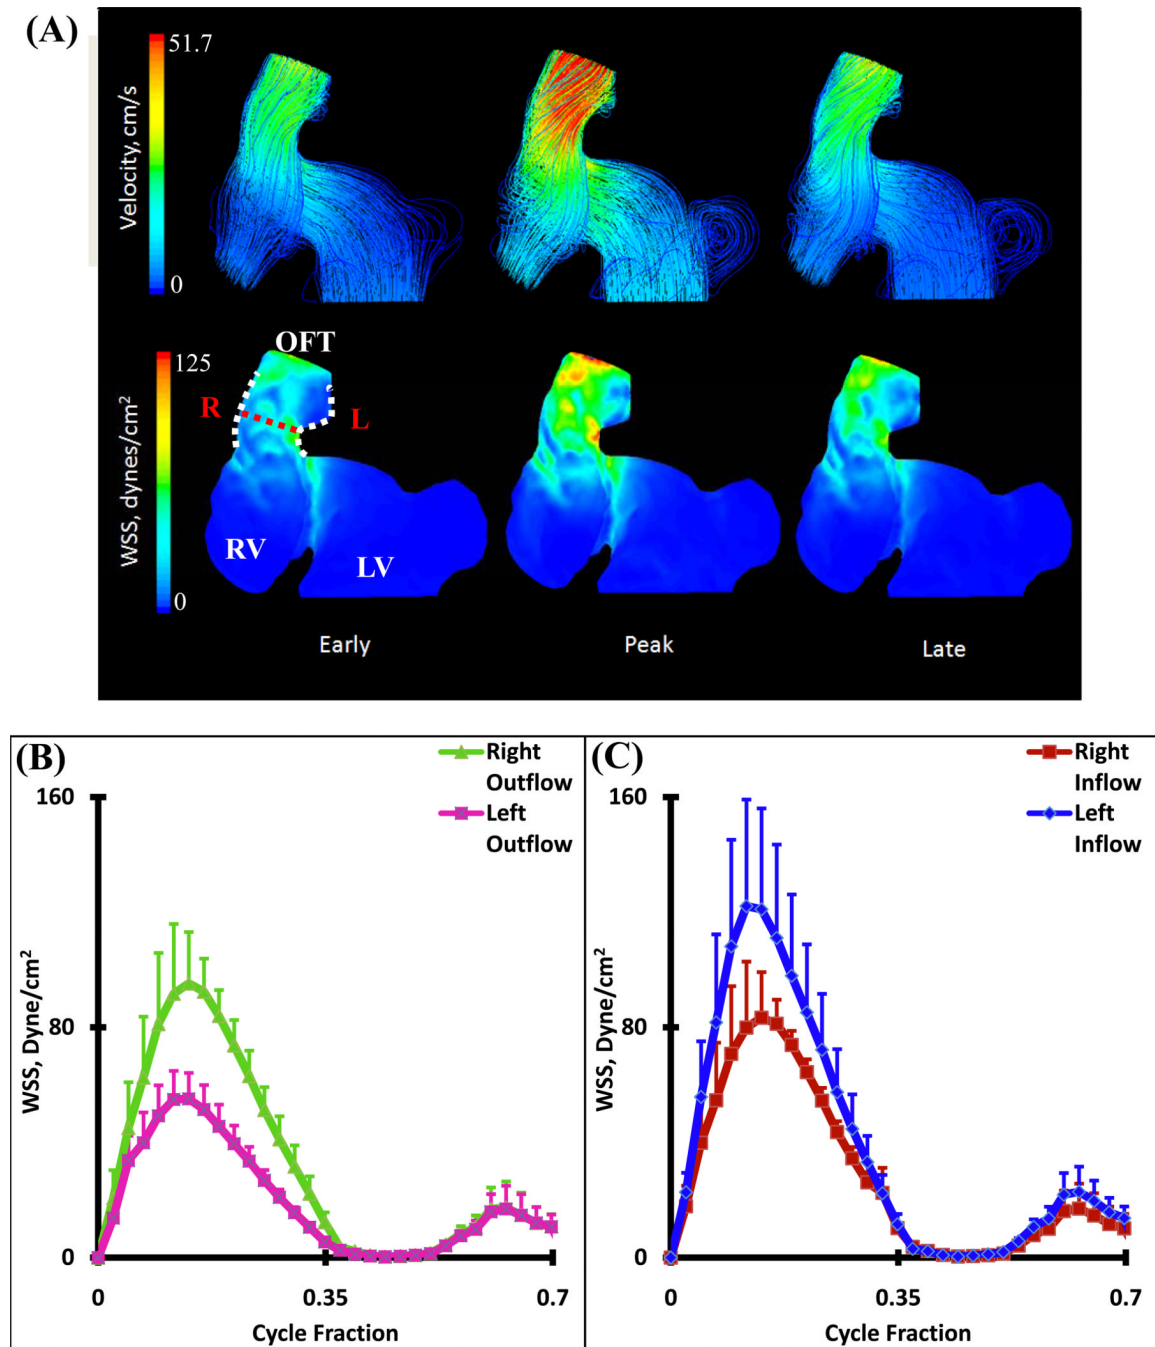 (A)
51.7
Velocity, cm/s
0
125
WSS, dynes/cm²
0
OFT
R
L
RV
LV
Early
Peak
Late
(B)
Right
Outflow
Left
Outflow
160
80
0
WSS, Dyne/cm²
0
0.35
0.7
Cycle Fraction
(C)
Right
Inflow
Left
Inflow
160
80
0
WSS, Dyne/cm²
0
0.35
0.7
Cycle Fraction